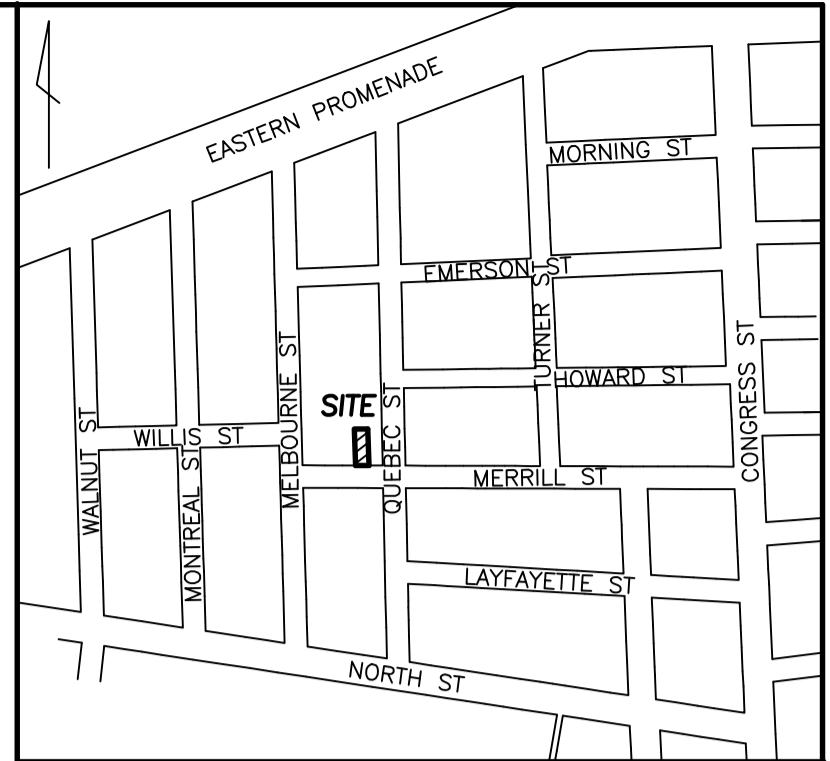 EASTERN PROMENADE
MORNING ST
EMERSON ST
TURNER ST
HOWARD ST
CONGRESS ST
MELBOURNE ST
SITE
QUEBEC ST
WALNUT ST
WILLIS ST
MONTREAL ST
MERRILL ST
LAYFAYETTE ST
NORTH ST